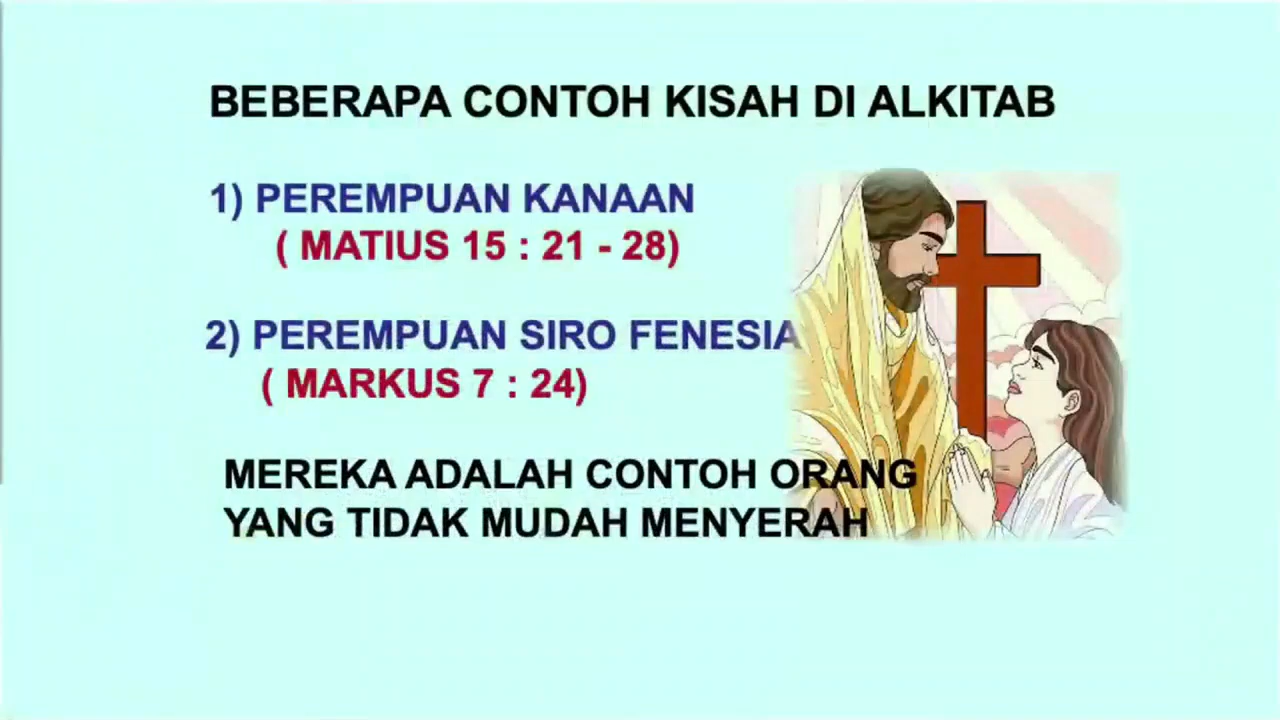 BEBERAPA CONTOH KISAH DI ALKITAB
1) PEREMPUAN KANAAN
( MATIUS 15 : 21 - 28)
2) PEREMPUAN SIRO FENESIA
( MARKUS 7 : 24)
MEREKA ADALAH CONTOH ORANG
YANG TIDAK MUDAH MENYERAH